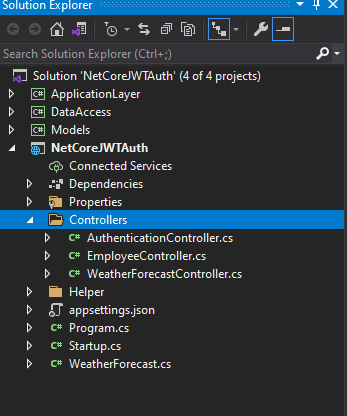 Solution Explorer
Search Solution Explorer (Ctrl+;)
Solution 'NetCoreJWTAuth' (4 of 4 projects)
C# ApplicationLayer
C# DataAccess
C# Models
NetCoreJWTAuth
Connected Services
Dependencies
Properties
Controllers
C# AuthenticationController.cs
C# EmployeeController.cs
C# WeatherForecastController.cs
Helper
appsettings.json
C# Program.cs
C# Startup.cs
C# WeatherForecast.cs